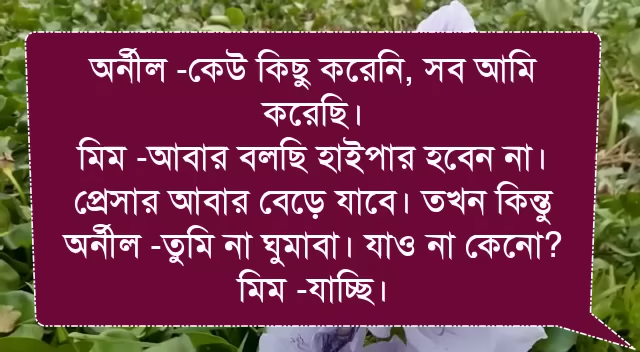 অর্নীল -কেউ কিছু করেনি, সব আমি
করেছি।
মিম -আবার বলছি হাইপার হবেন না।
প্রেসার আবার বেড়ে যাবে। তখন কিন্তু
অর্নীল -তুমি না ঘুমাবা। যাও না কেনো?
মিম -যাচ্ছি।